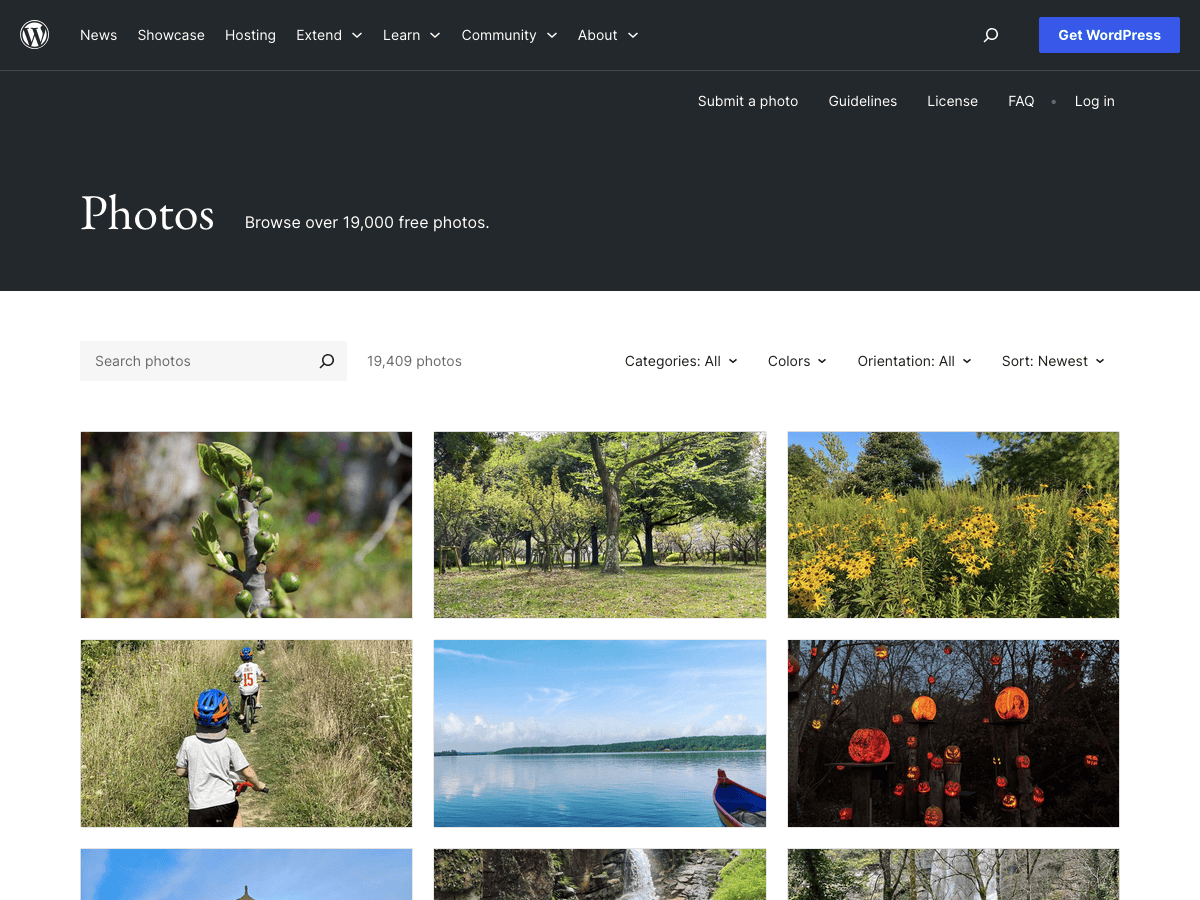 News Showcase Hosting Extend Learn Community About Get WordPress
Submit a photo Guidelines License FAQ • Log in
Photos Browse over 19,000 free photos.
Search photos 19,409 photos Categories: All Colors Orientation: All Sort: Newest
15